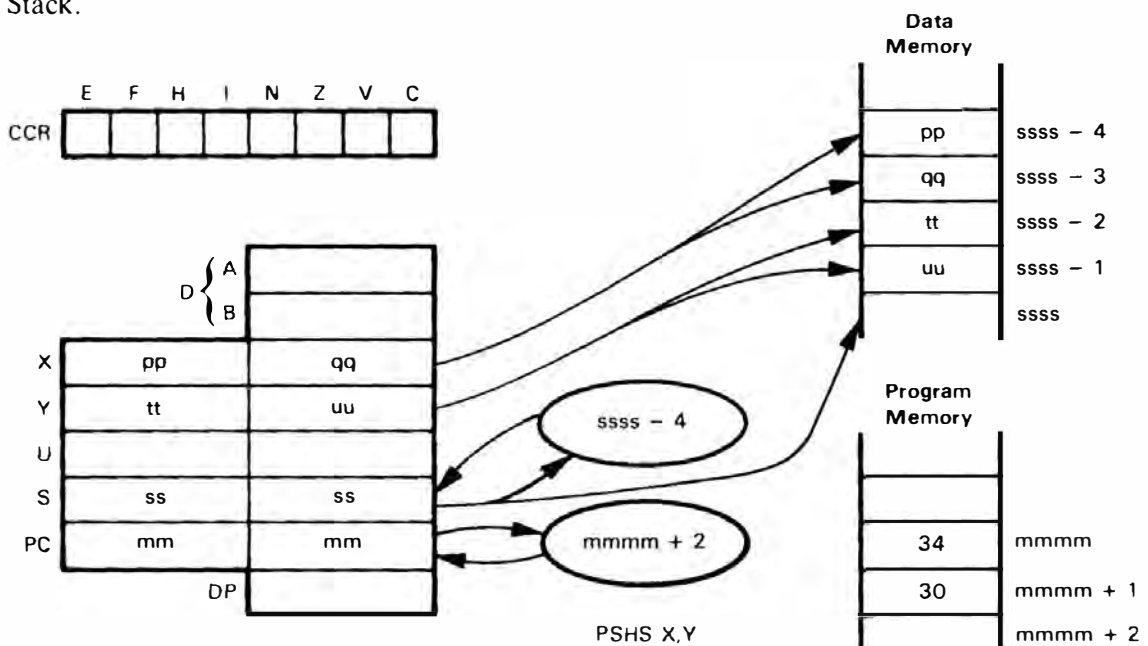 Stack.
Data
Memory
E F H I N Z V C
CCR
pp ssss – 4
qq ssss – 3
tt ssss – 2
uu ssss – 1
ssss
D { A
B
X pp qq
Y tt uu
U
S ss ss
PC mm mm
DP
ssss – 4
mmmm + 2
PSHS X,Y
Program
Memory
34 mmmm
30 mmmm + 1
mmmm + 2